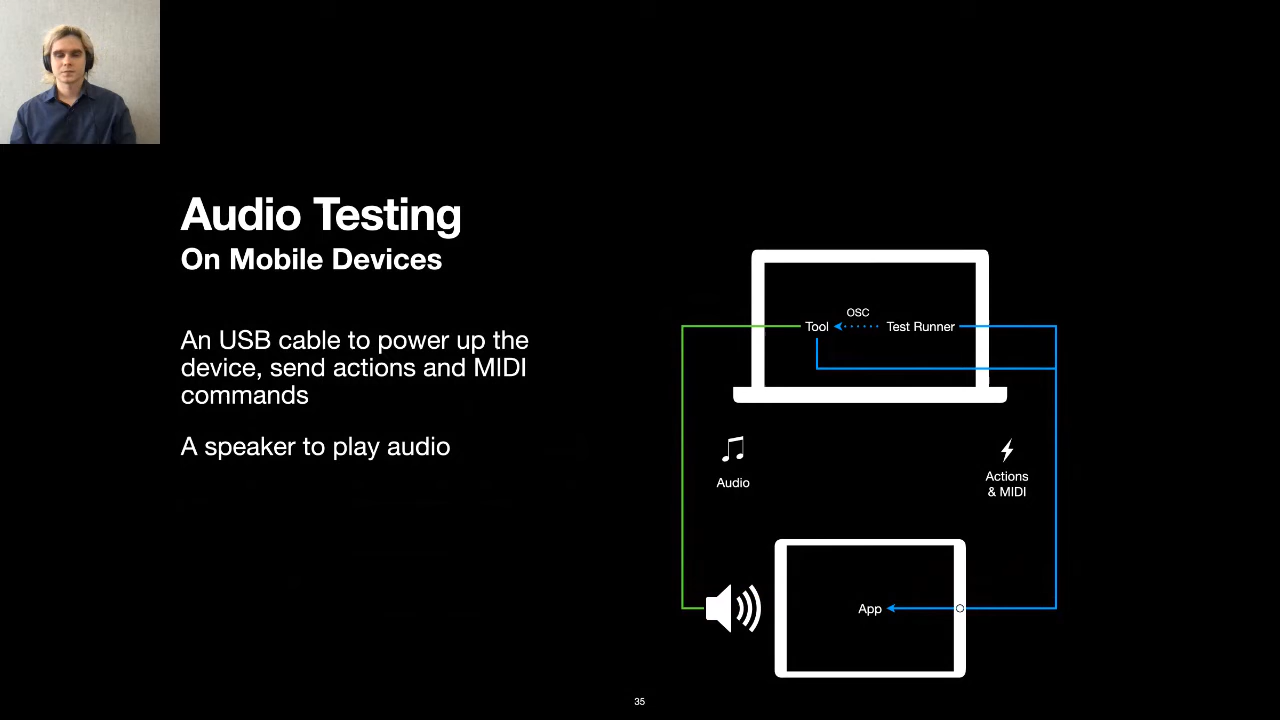 Audio Testing
On Mobile Devices
An USB cable to power up the
device, send actions and MIDI
commands
A speaker to play audio
OSC
Tool
Test Runner
Audio
Actions
& MIDI
App
35